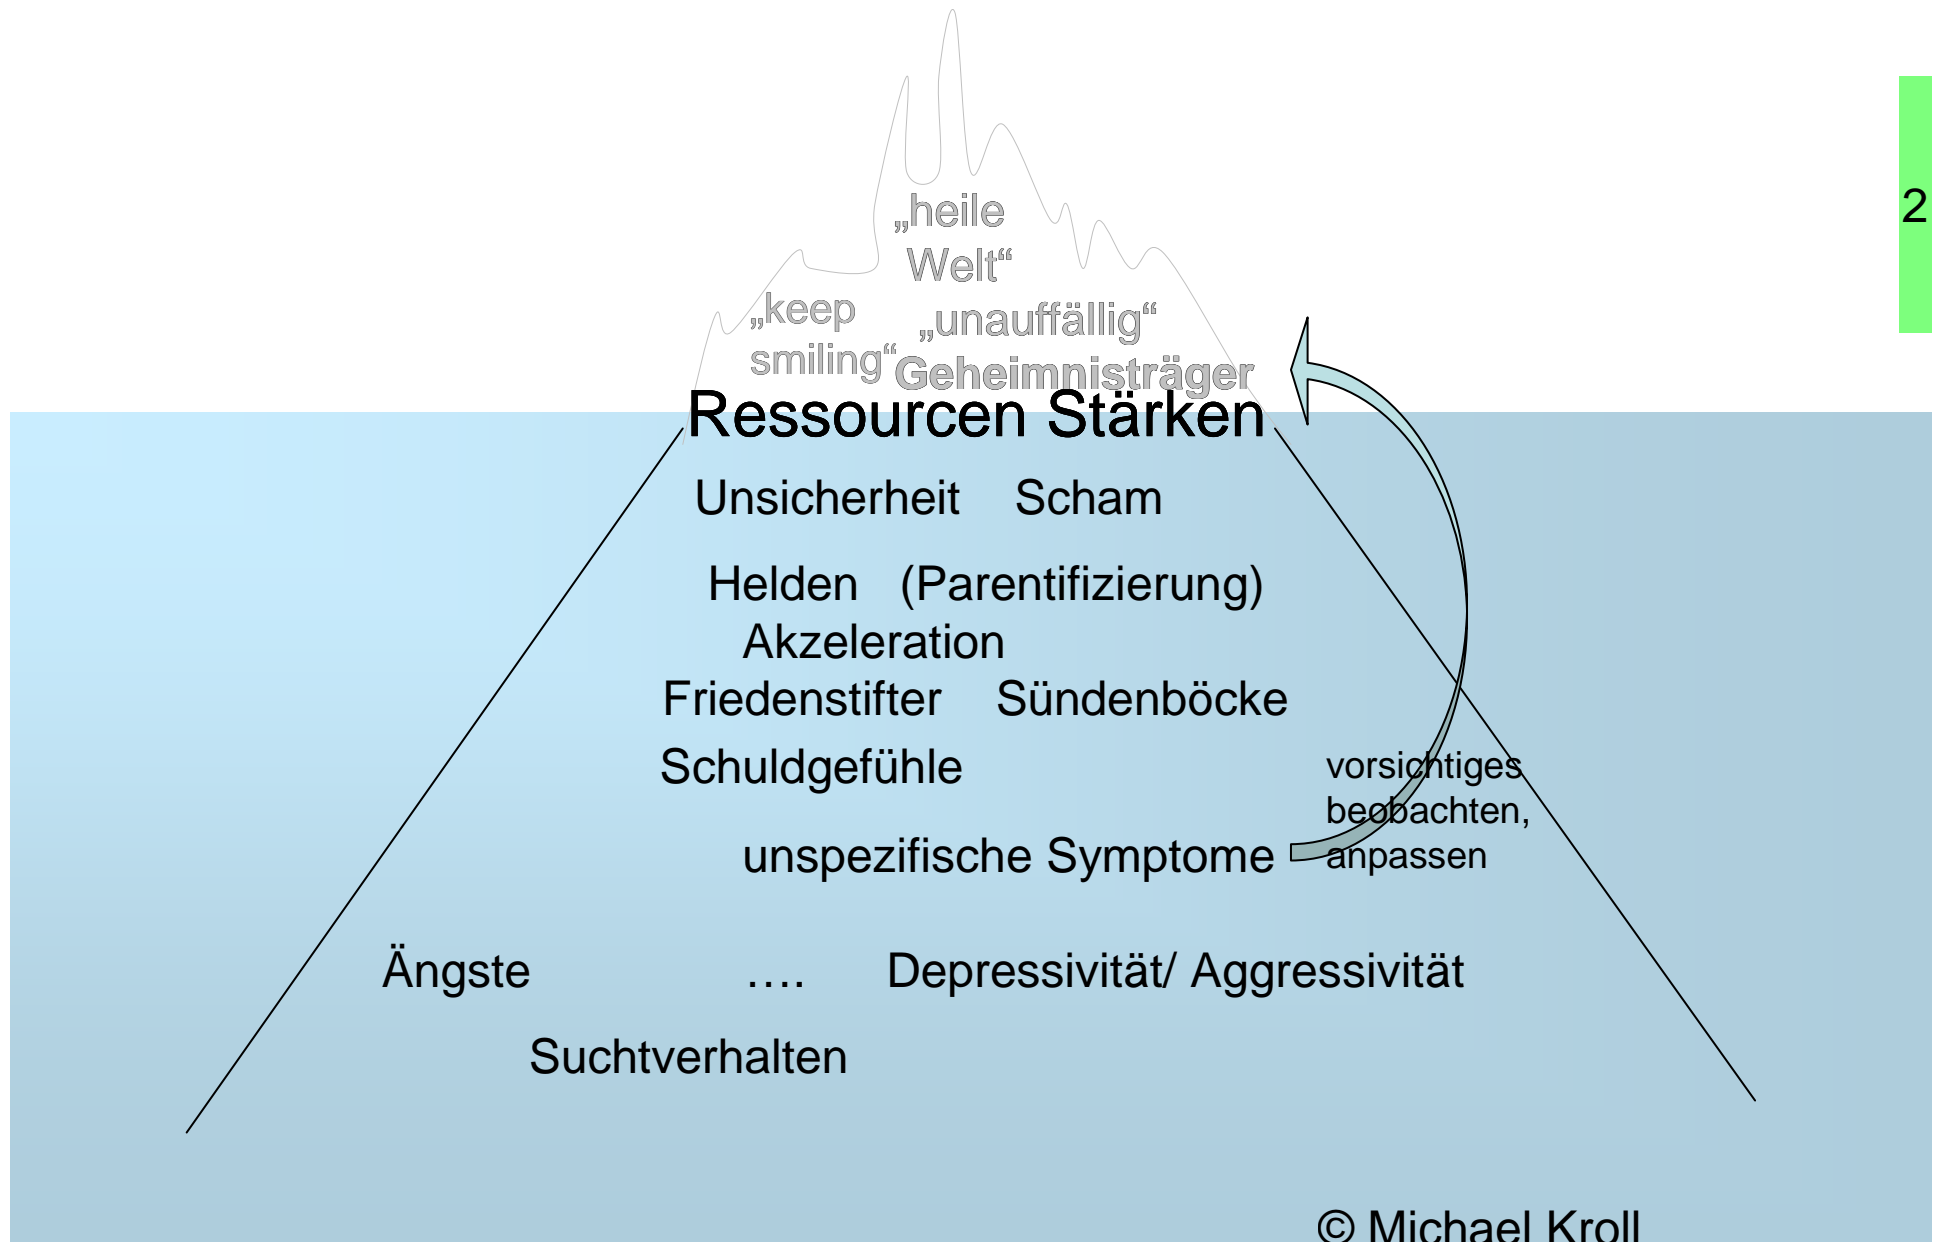 2
„heile
Welt“
„keep
smiling“
„unauffällig“
Geheimnisträger
Ressourcen Stärken
Unsicherheit Scham
Helden (Parentifizierung)
Akzeleration
Friedenstifter Sündenböcke
Schuldgefühle
vorsichtiges
beobachten,
anpassen
unspezifische Symptome
Ängste …. Depressivität/ Aggressivität
Suchtverhalten
© Michael Kroll